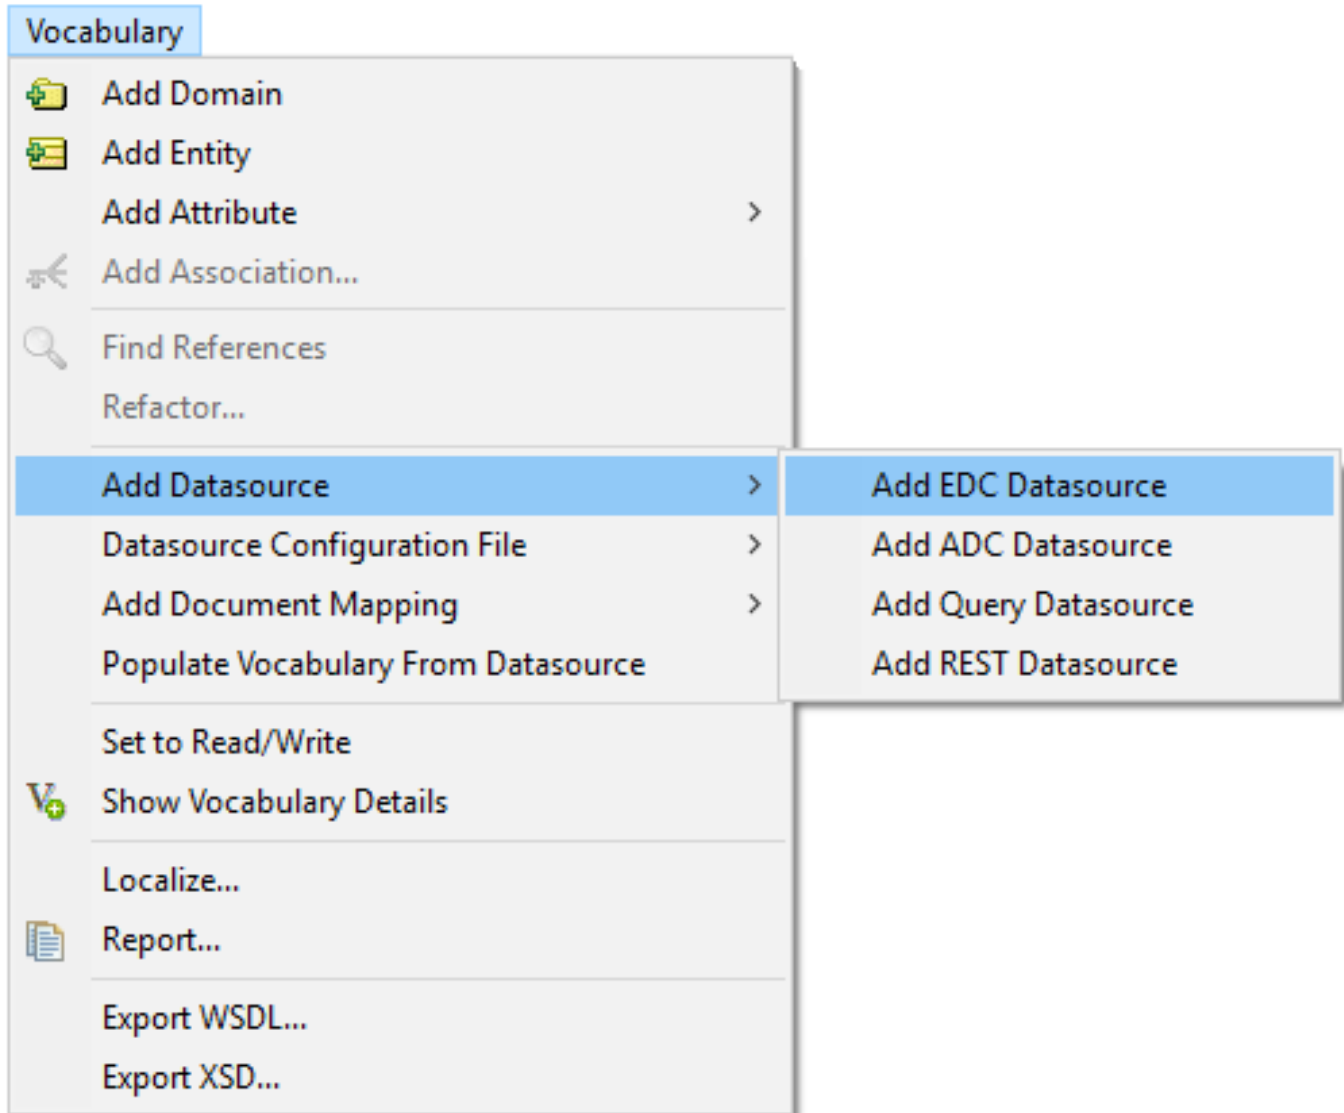 Vocabulary
Add Domain
Add Entity
Add Attribute
Add Association...
Find References
Refactor...
Add Datasource
Add EDC Datasource
Datasource Configuration File
Add ADC Datasource
Add Document Mapping
Add Query Datasource
Populate Vocabulary From Datasource
Add REST Datasource
Set to Read/Write
Show Vocabulary Details
Localize...
Report...
Export WSDL...
Export XSD...